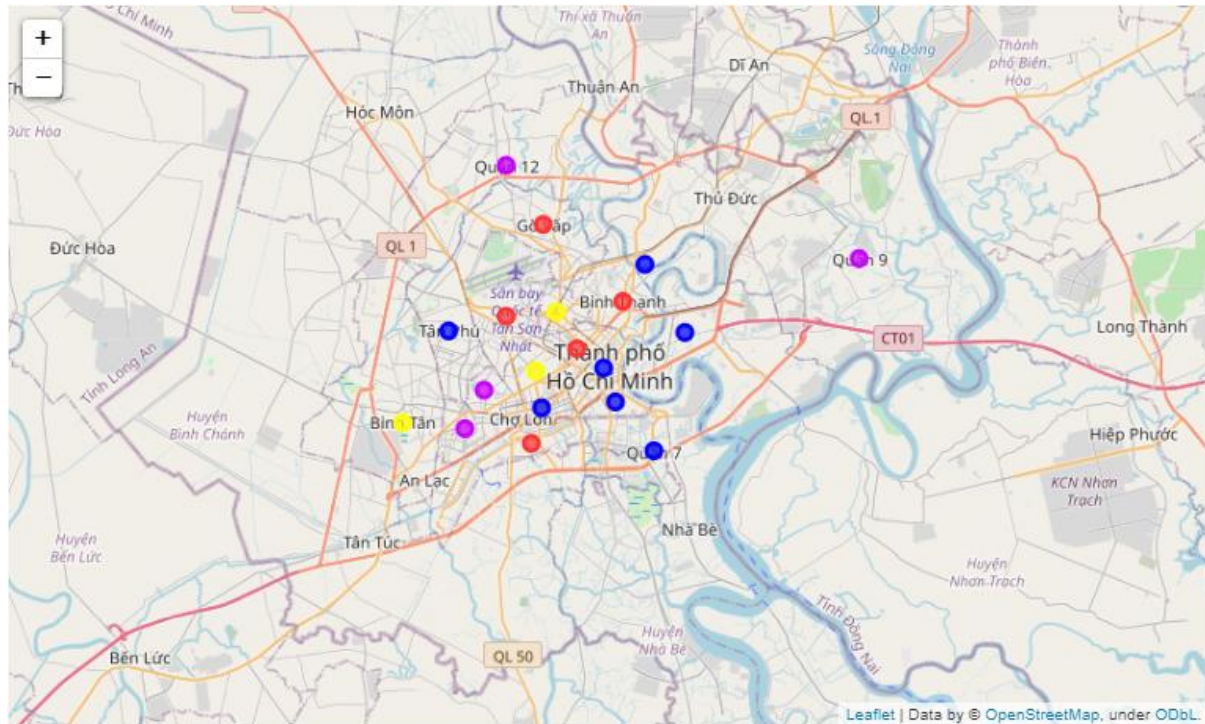 +
−
Chí Minh
Thị xã Thuận
An
Dĩ An
Sông Đồng
Nai
Thành
phố Biên
Hòa
Thuận An
Hóc Môn
Đức Hòa
QL.1
Quận 12
Thủ Đức
Gò Vấp
QL 1
Đức Hòa
Quận 9
Sân bay
Quốc tế
Tân Sơn
Nhất
Bình Thạnh
Tân Phú
Long Thành
CT01
Thành phố
Hồ Chí Minh
Tỉnh Long An
Huyện
Bình Chánh
Bình Tân
Chợ Lớn
Hiệp Phước
Quận 7
An Lạc
KCN Nhơn
Trạch
Nhà Bè
Tân Túc
Huyện
Bến Lức
Huyện
Nhơn Trạch
Tỉnh Đồng Nai
Huyện
Nhà Bè
QL 50
Bến Lức
Leaflet | Data by © OpenStreetMap, under ODbL.